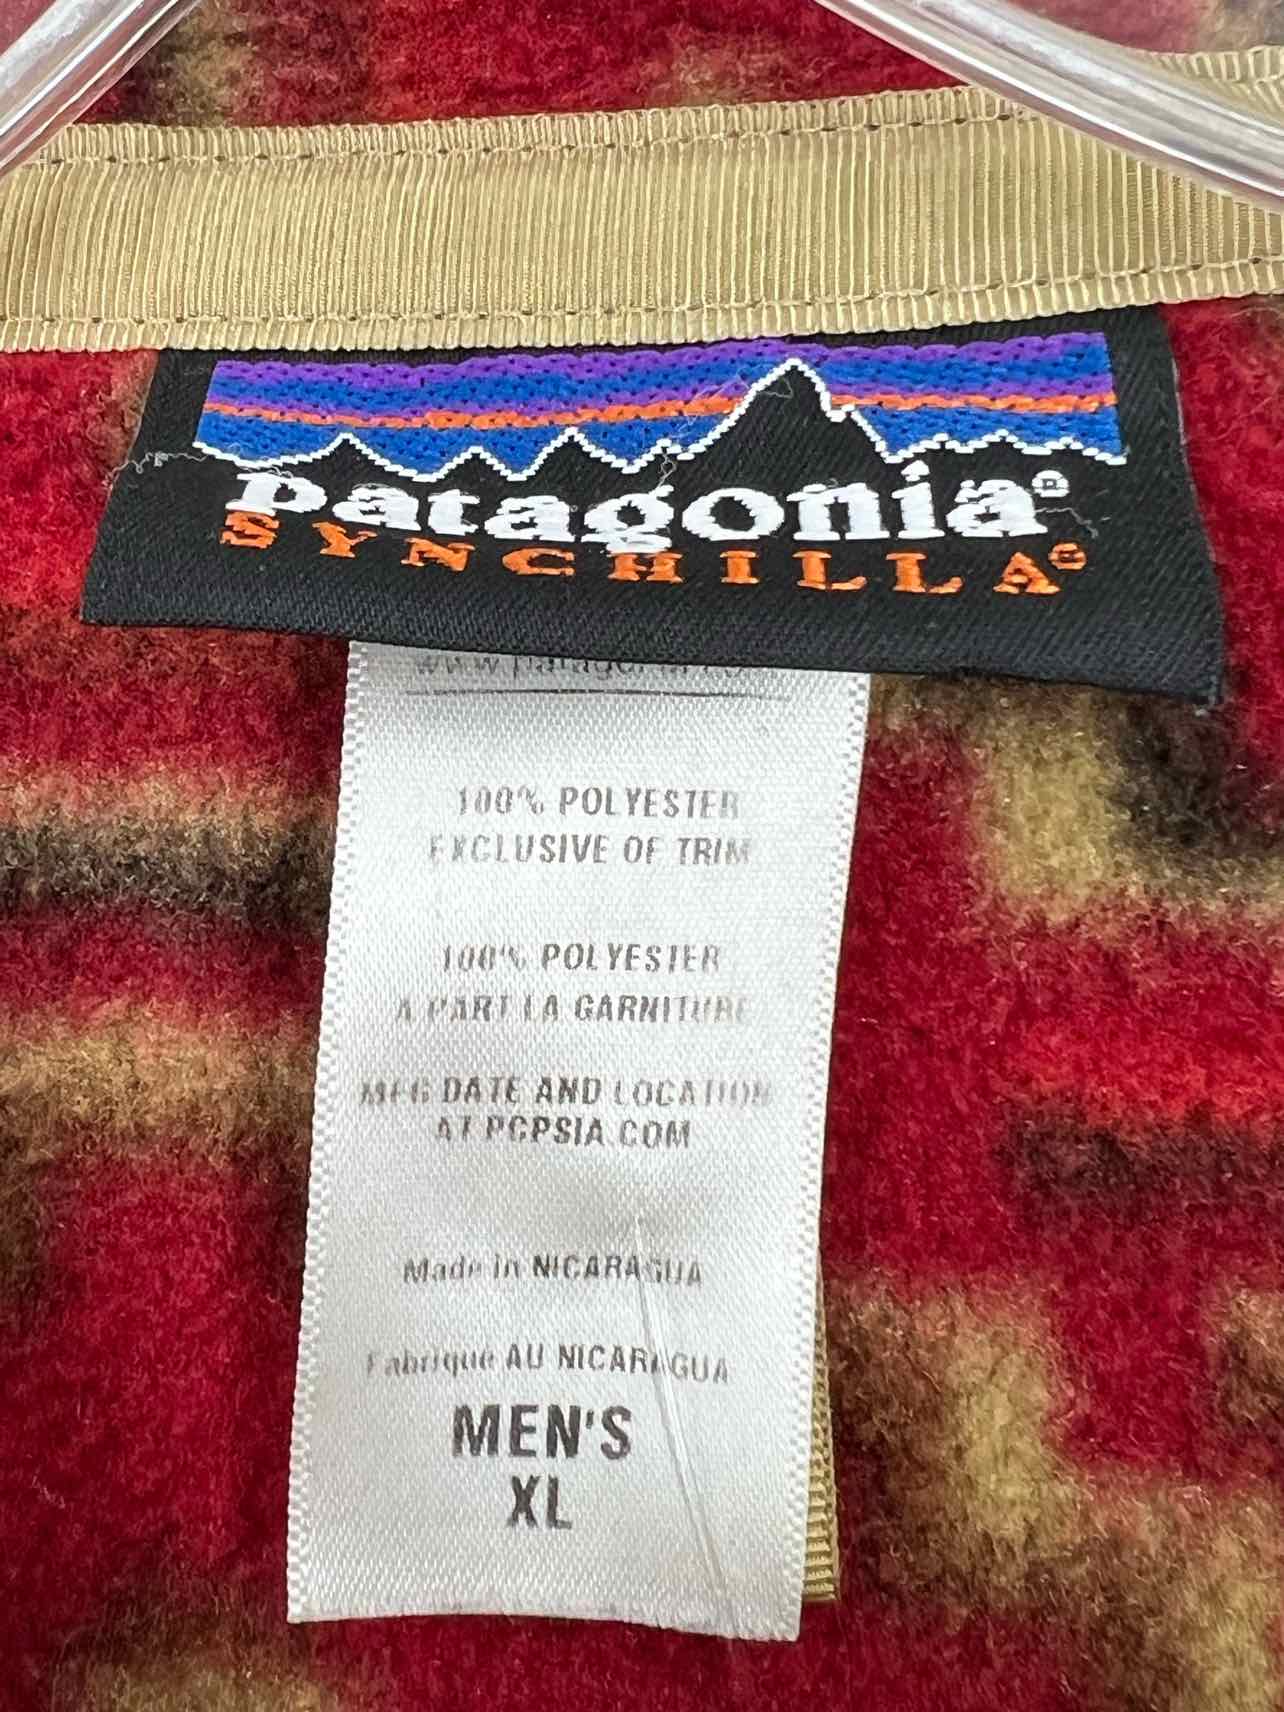 patagonia®
SYNCHILLA®
100% POLYESTER
EXCLUSIVE OF TRIM
100% POLYESTER
A PART LA GARNITURE
MFG DATE AND LOCATION
AT PCPSIA.COM
Made in NICARAGUA
Fabrique AU NICARAGUA
MEN'S
XL